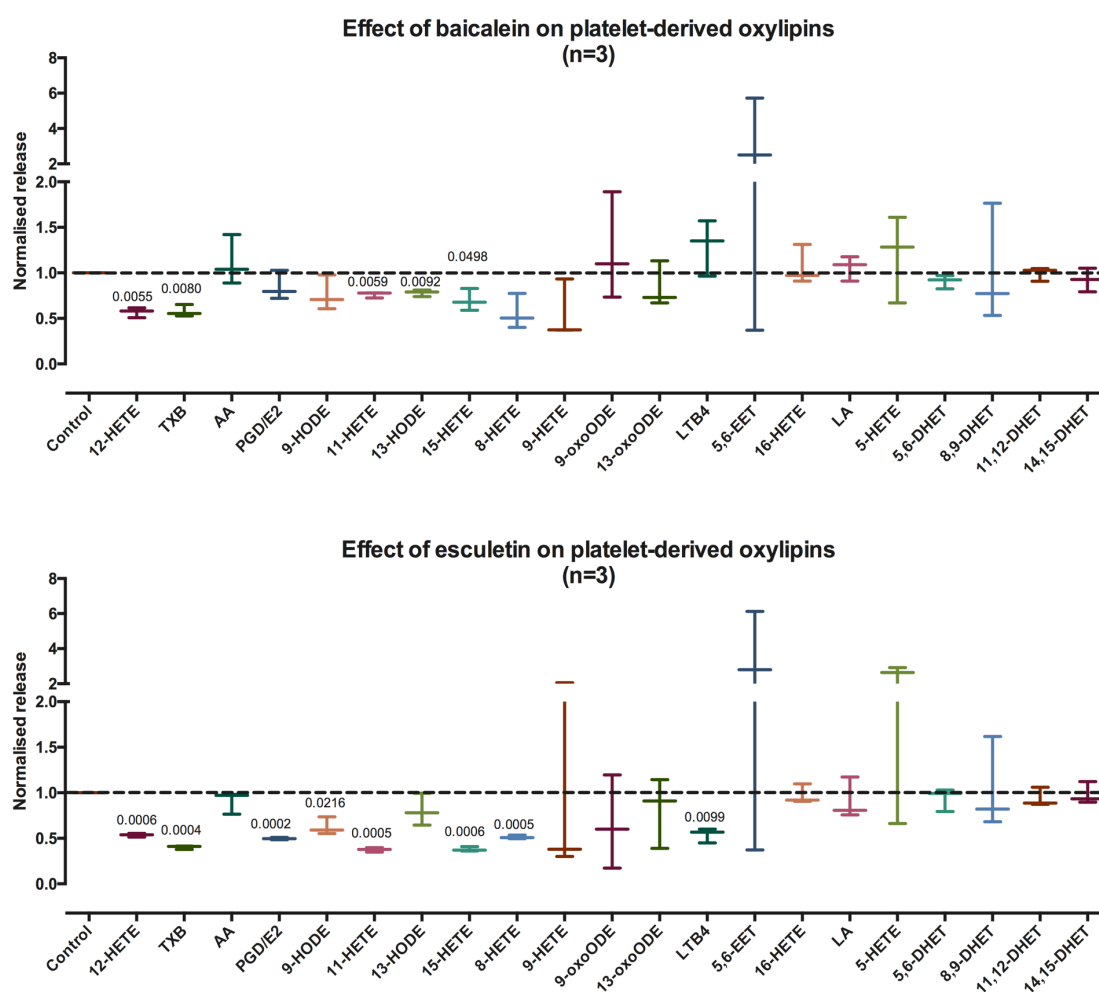 Effect of baicalein on platelet-derived oxylipins
(n=3)
Normalised release
8
6
4
2
2.0
1.5
1.0
0.5
0.0
0.0055
0.0080
0.0059
0.0092
0.0498
Control
12-HETE
TXB
AA
PGD/E2
9-HODE
11-HETE
13-HODE
15-HETE
8-HETE
9-HETE
9-oxoODE
13-oxoODE
LTB4
5,6-EET
16-HETE
LA
5-HETE
5,6-DHET
8,9-DHET
11,12-DHET
14,15-DHET
Effect of esculetin on platelet-derived oxylipins
(n=3)
Normalised release
8
6
4
2
2.0
1.5
1.0
0.5
0.0
0.0006
0.0004
0.0002
0.0216
0.0005
0.0006
0.0005
0.0099
Control
12-HETE
TXB
AA
PGD/E2
9-HODE
11-HETE
13-HODE
15-HETE
8-HETE
9-HETE
9-oxoODE
13-oxoODE
LTB4
5,6-EET
16-HETE
LA
5-HETE
5,6-DHET
8,9-DHET
11,12-DHET
14,15-DHET